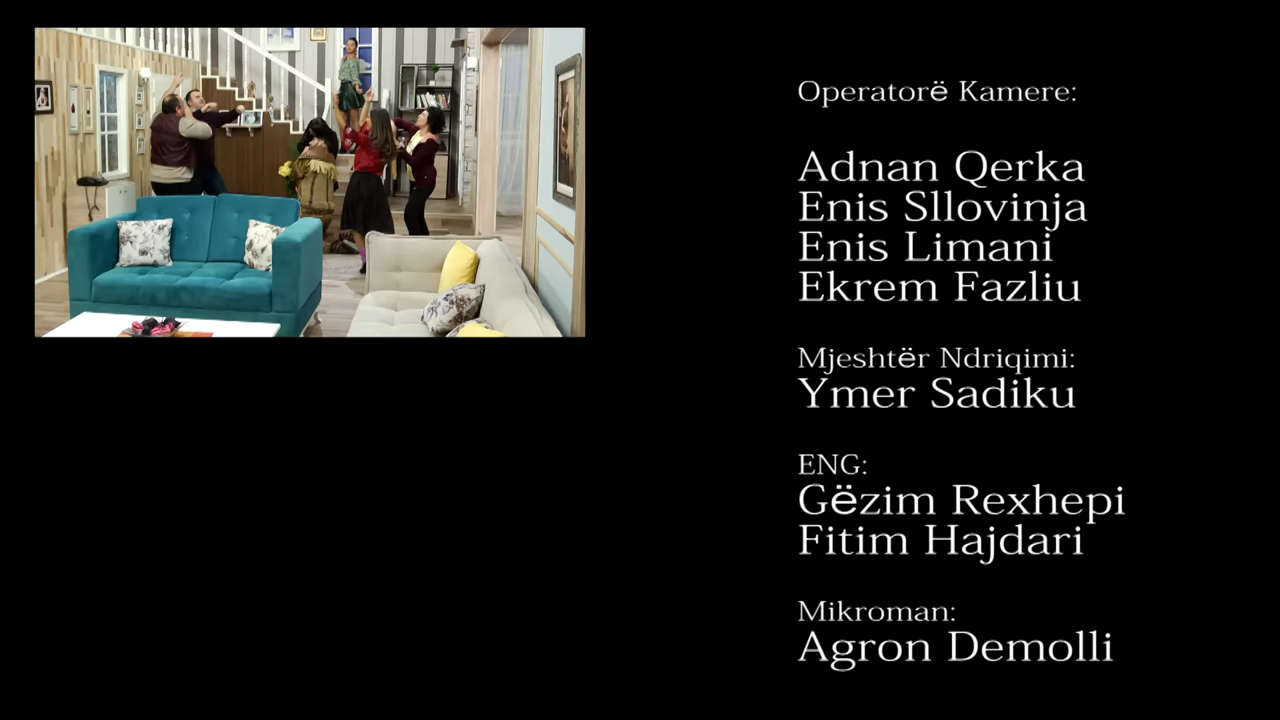 Operatorë Kamere:
Adnan Qerka
Enis Sllovinja
Enis Limani
Ekrem Fazliu
Mjeshtër Ndriqimi:
Ymer Sadiku
ENG:
Gëzim Rexhepi
Fitim Hajdari
Mikroman:
Agron Demolli